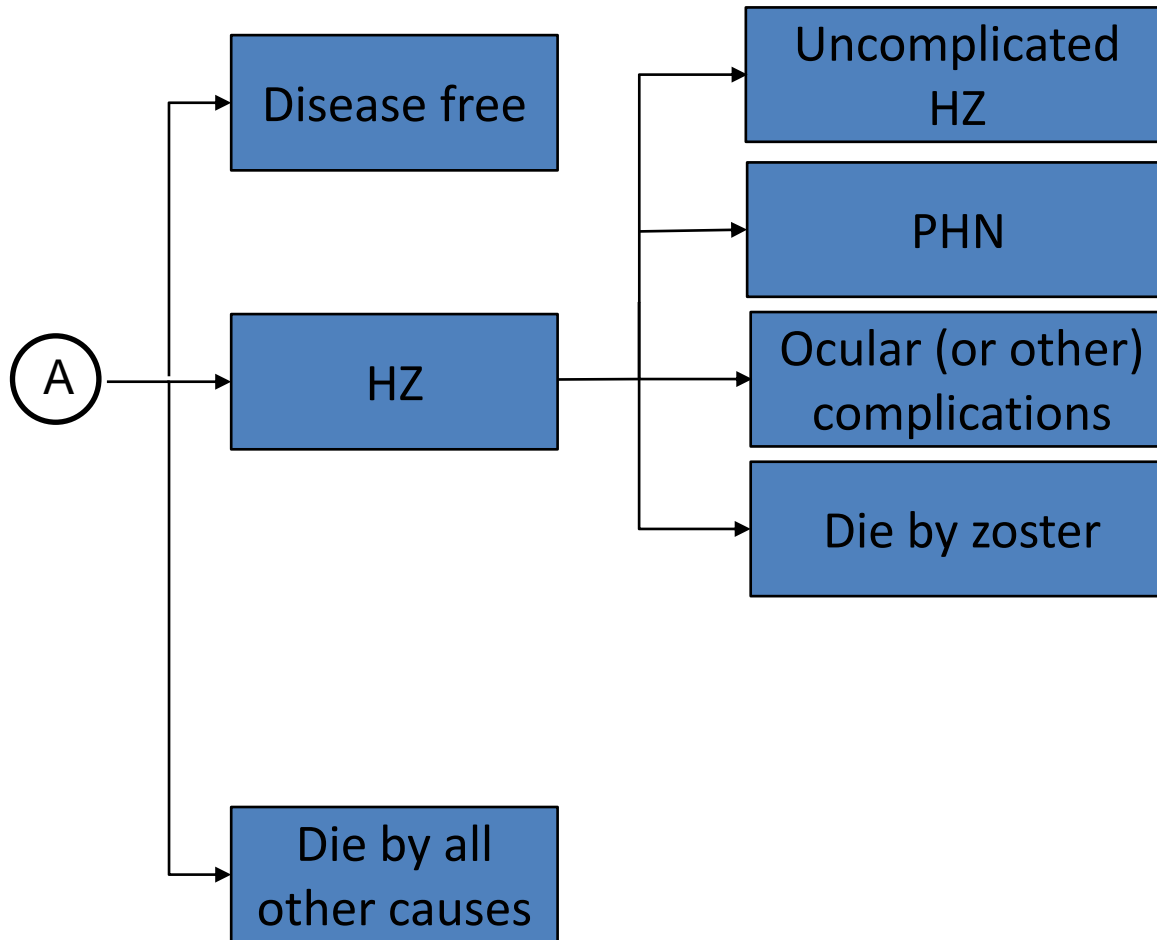 A
Disease free
HZ
Die by all
other causes
Uncomplicated
HZ
PHN
Ocular (or other)
complications
Die by zoster